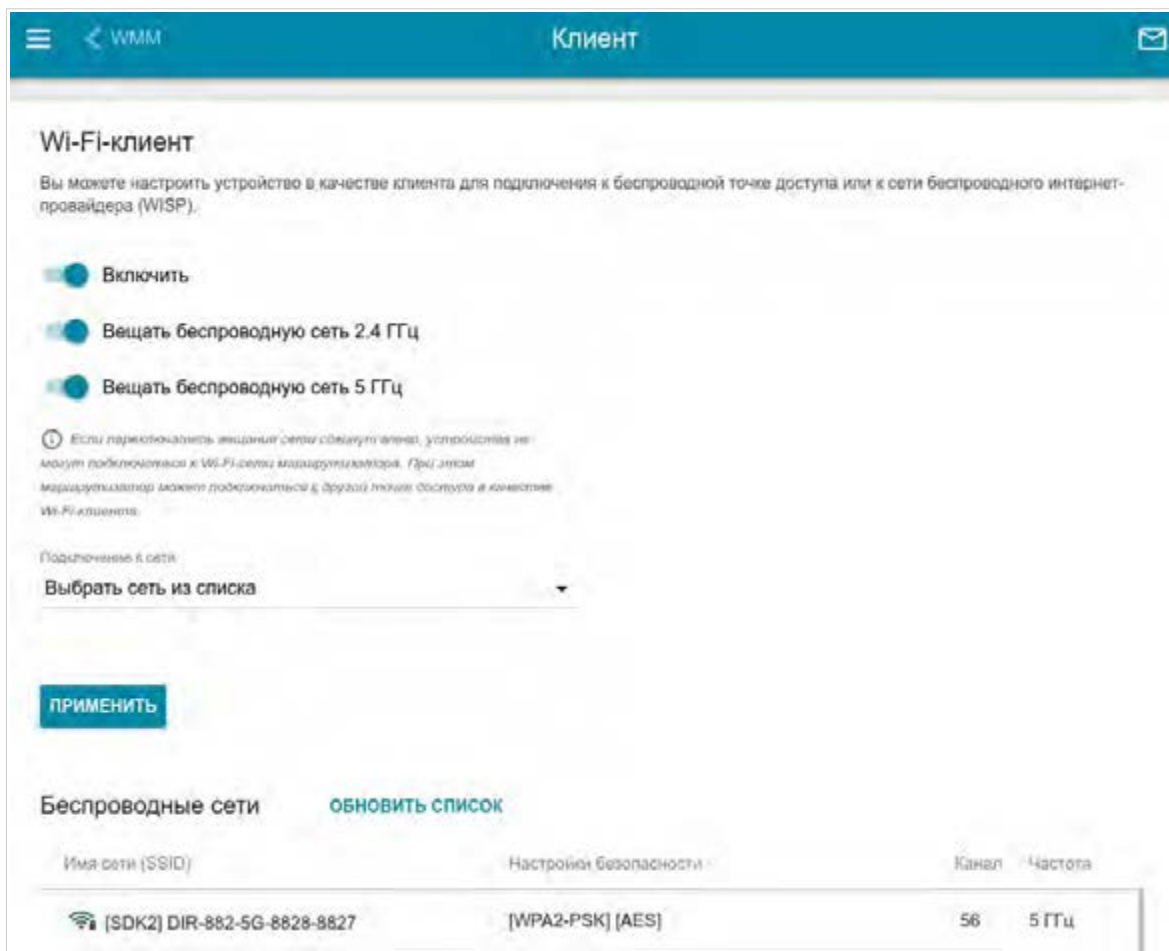 WMM
Клиент
Wi-Fi-клиент
Вы можете настроить устройство в качестве клиента для подключения к беспроводной точке доступа или к сети беспроводного интернет-
провайдера (WISP).
Включить
Вещать беспроводную сеть 2.4 ГГц
Вещать беспроводную сеть 5 ГГц
Если переключатель вещания сети сдвинут влево, устройства не
могут подключаться к Wi-Fi-сети маршрутизатора. При этом
маршрутизатор может подключаться к другой точке доступа в качестве
Wi-Fi-клиента.
Подключение к сети
Выбрать сеть из списка
ПРИМЕНИТЬ
Беспроводные сети ОБНОВИТЬ СПИСОК
Имя сети (SSID) Настройки безопасности Канал Частота
[SDK2] DIR-882-5G-8828-8827 [WPA2-PSK] [AES] 56 5 ГГц